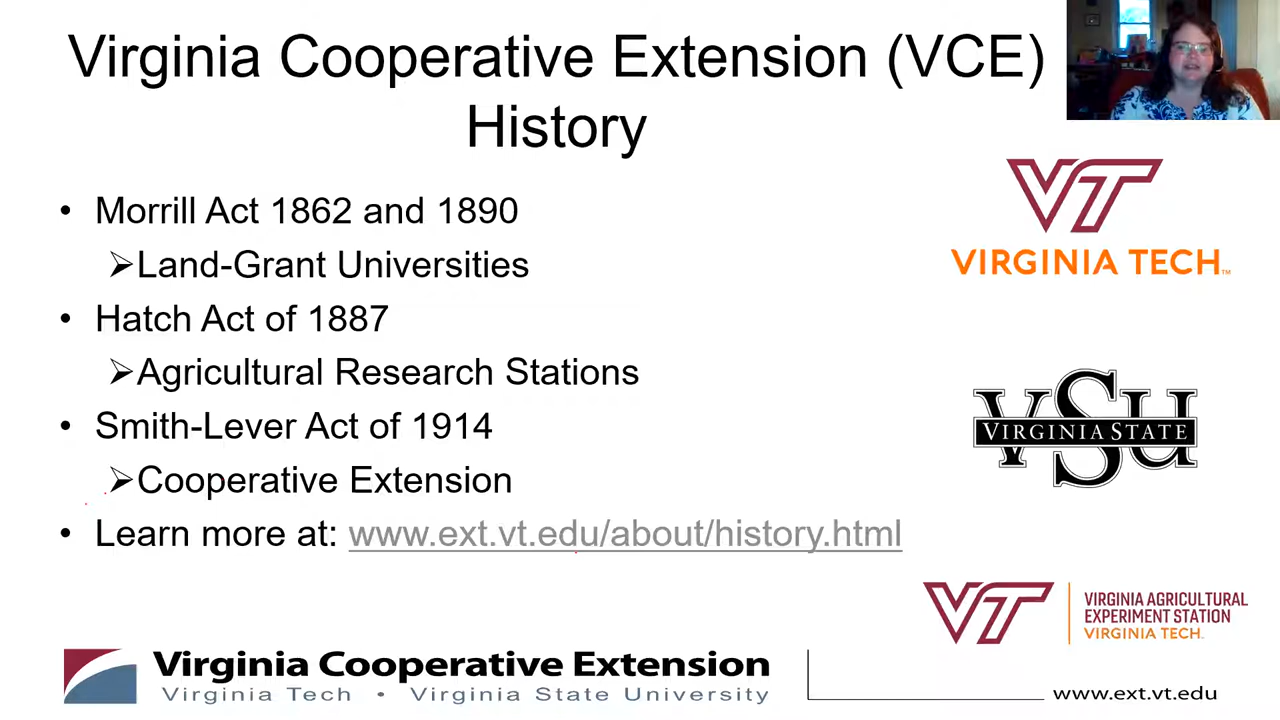 Virginia Cooperative Extension (VCE)
History
• Morrill Act 1862 and 1890
➢Land-Grant Universities
• Hatch Act of 1887
➢Agricultural Research Stations
• Smith-Lever Act of 1914
➢Cooperative Extension
• Learn more at: www.ext.vt.edu/about/history.html
VT
VIRGINIA TECH™
VSU
VIRGINIA STATE
VT
VIRGINIA AGRICULTURAL
EXPERIMENT STATION
VIRGINIA TECH.
Virginia Cooperative Extension
Virginia Tech • Virginia State University
www.ext.vt.edu